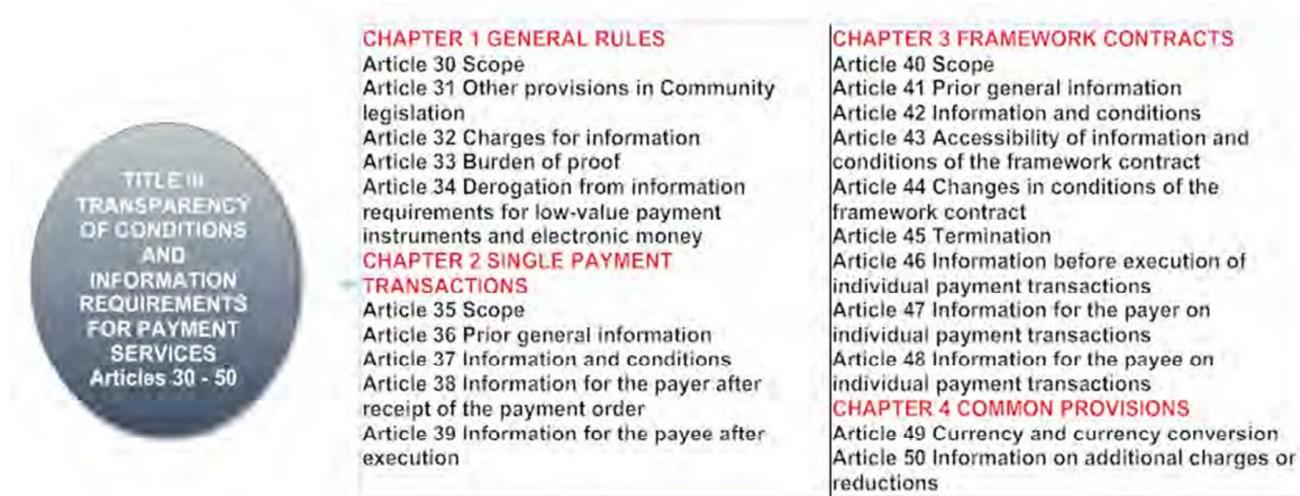 TITLE III
TRANSPARENCY
OF CONDITIONS
AND
INFORMATION
REQUIREMENTS
FOR PAYMENT
SERVICES
Articles 30 - 50
CHAPTER 1 GENERAL RULES
Article 30 Scope
Article 31 Other provisions in Community
legislation
Article 32 Charges for information
Article 33 Burden of proof
Article 34 Derogation from information
requirements for low-value payment
instruments and electronic money
CHAPTER 2 SINGLE PAYMENT
TRANSACTIONS
Article 35 Scope
Article 36 Prior general information
Article 37 Information and conditions
Article 38 Information for the payer after
receipt of the payment order
Article 39 Information for the payee after
execution
CHAPTER 3 FRAMEWORK CONTRACTS
Article 40 Scope
Article 41 Prior general information
Article 42 Information and conditions
Article 43 Accessibility of information and
conditions of the framework contract
Article 44 Changes in conditions of the
framework contract
Article 45 Termination
Article 46 Information before execution of
individual payment transactions
Article 47 Information for the payer on
individual payment transactions
Article 48 Information for the payee on
individual payment transactions
CHAPTER 4 COMMON PROVISIONS
Article 49 Currency and currency conversion
Article 50 Information on additional charges or
reductions